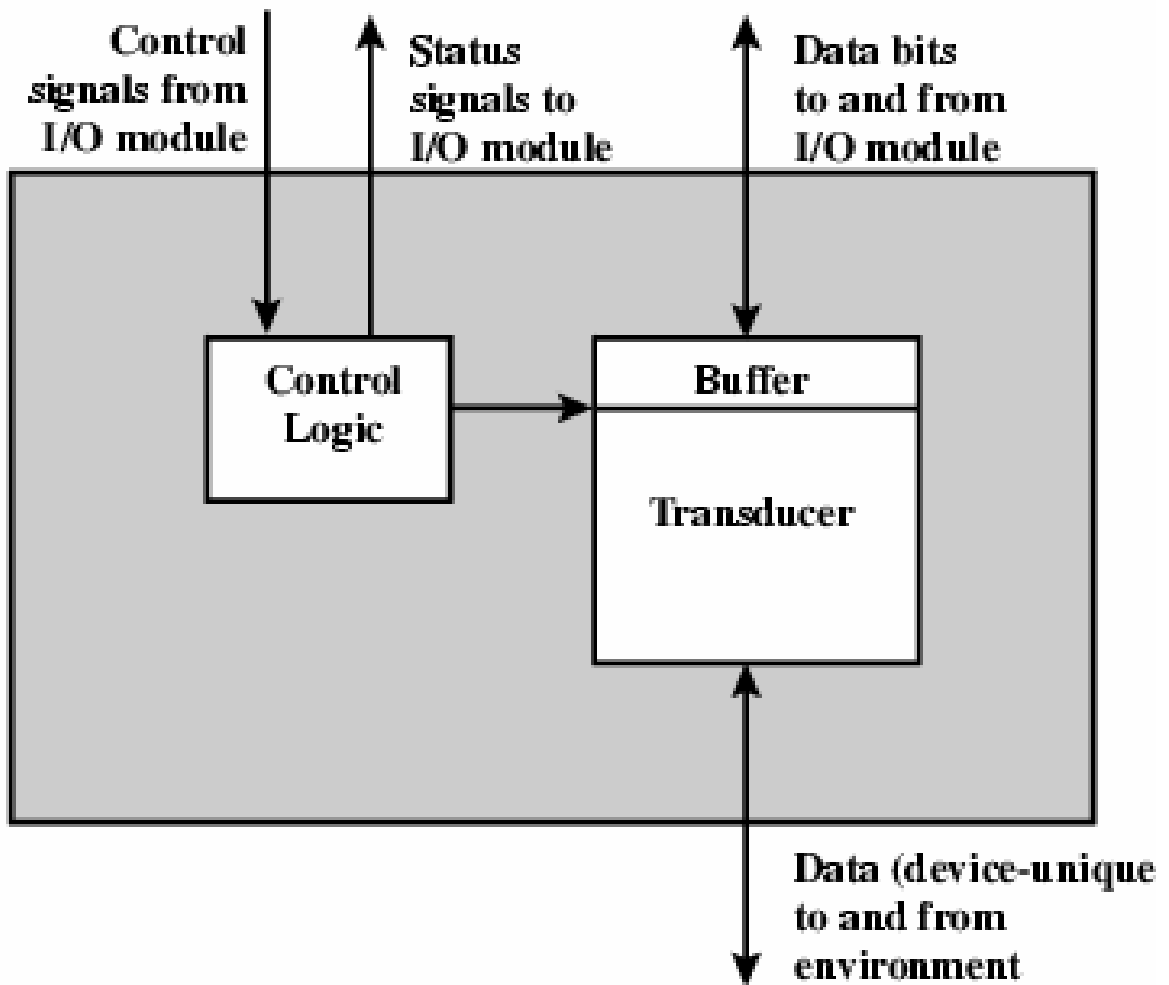 Control
signals from
I/O module
Status
signals to
I/O module
Data bits
to and from
I/O module
Control
Logic
Buffer
Transducer
Data (device-unique
to and from
environment